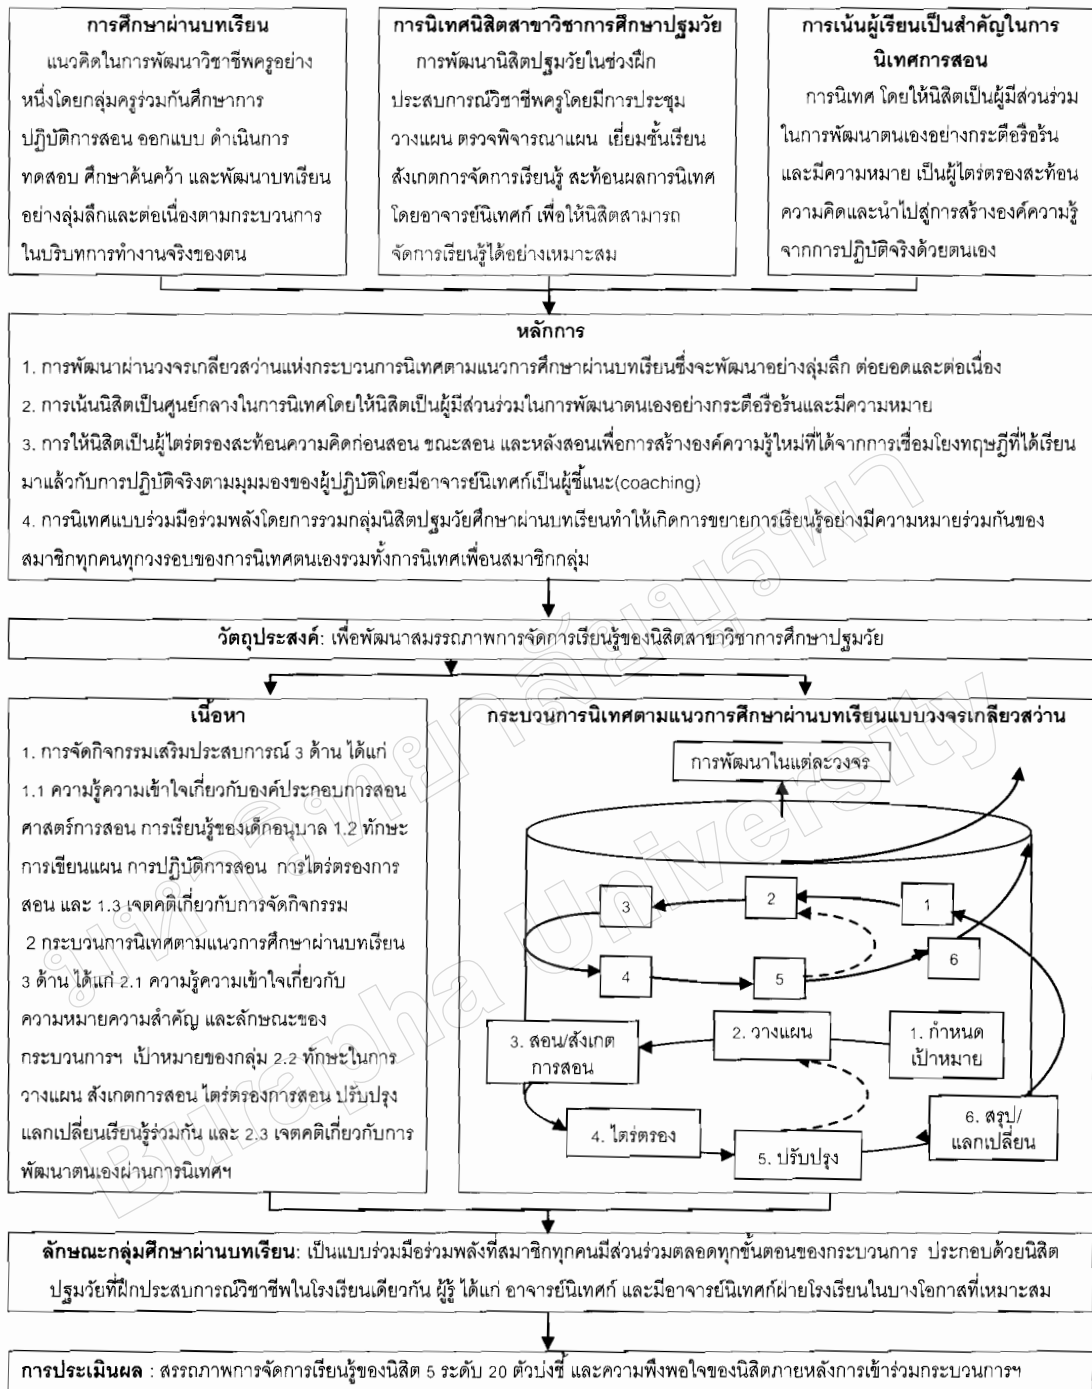 การศึกษาผ่านบทเรียน
แนวคิดในการพัฒนาวิชาชีพครูอย่าง
หนึ่งโดยกลุ่มครูร่วมกันศึกษาการ
ปฏิบัติการสอน ออกแบบ ดำเนินการ
ทดสอบ ศึกษาค้นคว้า และพัฒนาบทเรียน
อย่างลุ่มลึกและต่อเนื่องตามกระบวนการ
ในบริบทการทำงานจริงของตน
การนิเทศนิสิตสาขาวิชาการศึกษาปฐมวัย
การพัฒนานิสิตปฐมวัยในช่วงฝึก
ประสบการณ์วิชาชีพครูโดยมีการประชุม
วางแผน ตรวจพิจารณาแผน เยี่ยมชั้นเรียน
สังเกตการจัดการเรียนรู้ สะท้อนผลการนิเทศ
โดยอาจารย์นิเทศก์ เพื่อให้นิสิตสามารถ
จัดการเรียนรู้ได้อย่างเหมาะสม
การเน้นผู้เรียนเป็นสำคัญในการ
นิเทศการสอน
การนิเทศ โดยให้นิสิตเป็นผู้มีส่วนร่วม
ในการพัฒนาตนเองอย่างกระตือรือร้น
และมีความหมาย เป็นผู้ไตร่ตรองสะท้อน
ความคิดและนำไปสู่การสร้างองค์ความรู้
จากการปฏิบัติจริงด้วยตนเอง
หลักการ
1. การพัฒนาผ่านวงจรเกลียวสว่านแห่งกระบวนการนิเทศตามแนวการศึกษาผ่านบทเรียนซึ่งจะพัฒนาอย่างลุ่มลึก ต่อยอดและต่อเนื่อง
2. การเน้นนิสิตเป็นศูนย์กลางในการนิเทศโดยให้นิสิตเป็นผู้มีส่วนร่วมในการพัฒนาตนเองอย่างกระตือรือร้นและมีความหมาย
3. การให้นิสิตเป็นผู้ไตร่ตรองสะท้อนความคิดก่อนสอน ขณะสอน และหลังสอนเพื่อการสร้างองค์ความรู้ใหม่ที่ได้จากการเชื่อมโยงทฤษฎีที่ได้เรียน
มาแล้วกับการปฏิบัติจริงตามมุมมองของผู้ปฏิบัติโดยมีอาจารย์นิเทศก์เป็นผู้ชี้แนะ(coaching)
4. การนิเทศแบบร่วมมือร่วมพลังโดยการรวมกลุ่มนิสิตปฐมวัยศึกษาผ่านบทเรียนทำให้เกิดการขยายการเรียนรู้อย่างมีความหมายร่วมกันของ
สมาชิกทุกคนทุกวงรอบของการนิเทศตนเองรวมทั้งการนิเทศเพื่อนสมาชิกกลุ่ม
วัตถุประสงค์: เพื่อพัฒนาสมรรถภาพการจัดการเรียนรู้ของนิสิตสาขาวิชาการศึกษาปฐมวัย
เนื้อหา
1. การจัดกิจกรรมเสริมประสบการณ์ 3 ด้าน ได้แก่
1.1 ความรู้ความเข้าใจเกี่ยวกับองค์ประกอบการสอน
ศาสตร์การสอน การเรียนรู้ของเด็กอนุบาล 1.2 ทักษะ
การเขียนแผน การปฏิบัติการสอน การไตร่ตรองการ
สอน และ 1.3 เจตคติเกี่ยวกับการจัดกิจกรรม
2 กระบวนการนิเทศตามแนวการศึกษาผ่านบทเรียน
3 ด้าน ได้แก่ 2.1 ความรู้ความเข้าใจเกี่ยวกับ
ความหมายความสำคัญ และลักษณะของ
กระบวนการฯ เป้าหมายของกลุ่ม 2.2 ทักษะในการ
วางแผน สังเกตการสอน ไตร่ตรองการสอน ปรับปรุง
แลกเปลี่ยนเรียนรู้ร่วมกัน และ 2.3 เจตคติเกี่ยวกับการ
พัฒนาตนเองผ่านการนิเทศฯ
กระบวนการนิเทศตามแนวการศึกษาผ่านบทเรียนแบบวงจรเกลียวสว่าน
การพัฒนาในแต่ละวงจร
3
2
1
4
5
6
3. สอน/สังเกต
การสอน
2. วางแผน
1. กำหนด
เป้าหมาย
4. ไตร่ตรอง
5. ปรับปรุง
6. สรุป/
แลกเปลี่ยน
ลักษณะกลุ่มศึกษาผ่านบทเรียน: เป็นแบบร่วมมือร่วมพลังที่สมาชิกทุกคนมีส่วนร่วมตลอดทุกขั้นตอนของกระบวนการ ประกอบด้วยนิสิต
ปฐมวัยที่ฝึกประสบการณ์วิชาชีพในโรงเรียนเดียวกัน ผู้รู้ ได้แก่ อาจารย์นิเทศก์ และมีอาจารย์นิเทศก์ฝ่ายโรงเรียนในบางโอกาสที่เหมาะสม
การประเมินผล : สรรถภาพการจัดการเรียนรู้ของนิสิต 5 ระดับ 20 ตัวบ่งชี้ และความพึงพอใจของนิสิตภายหลังการเข้าร่วมกระบวนการฯ
มหาวิทยาลัยบูรพา
Burapha University